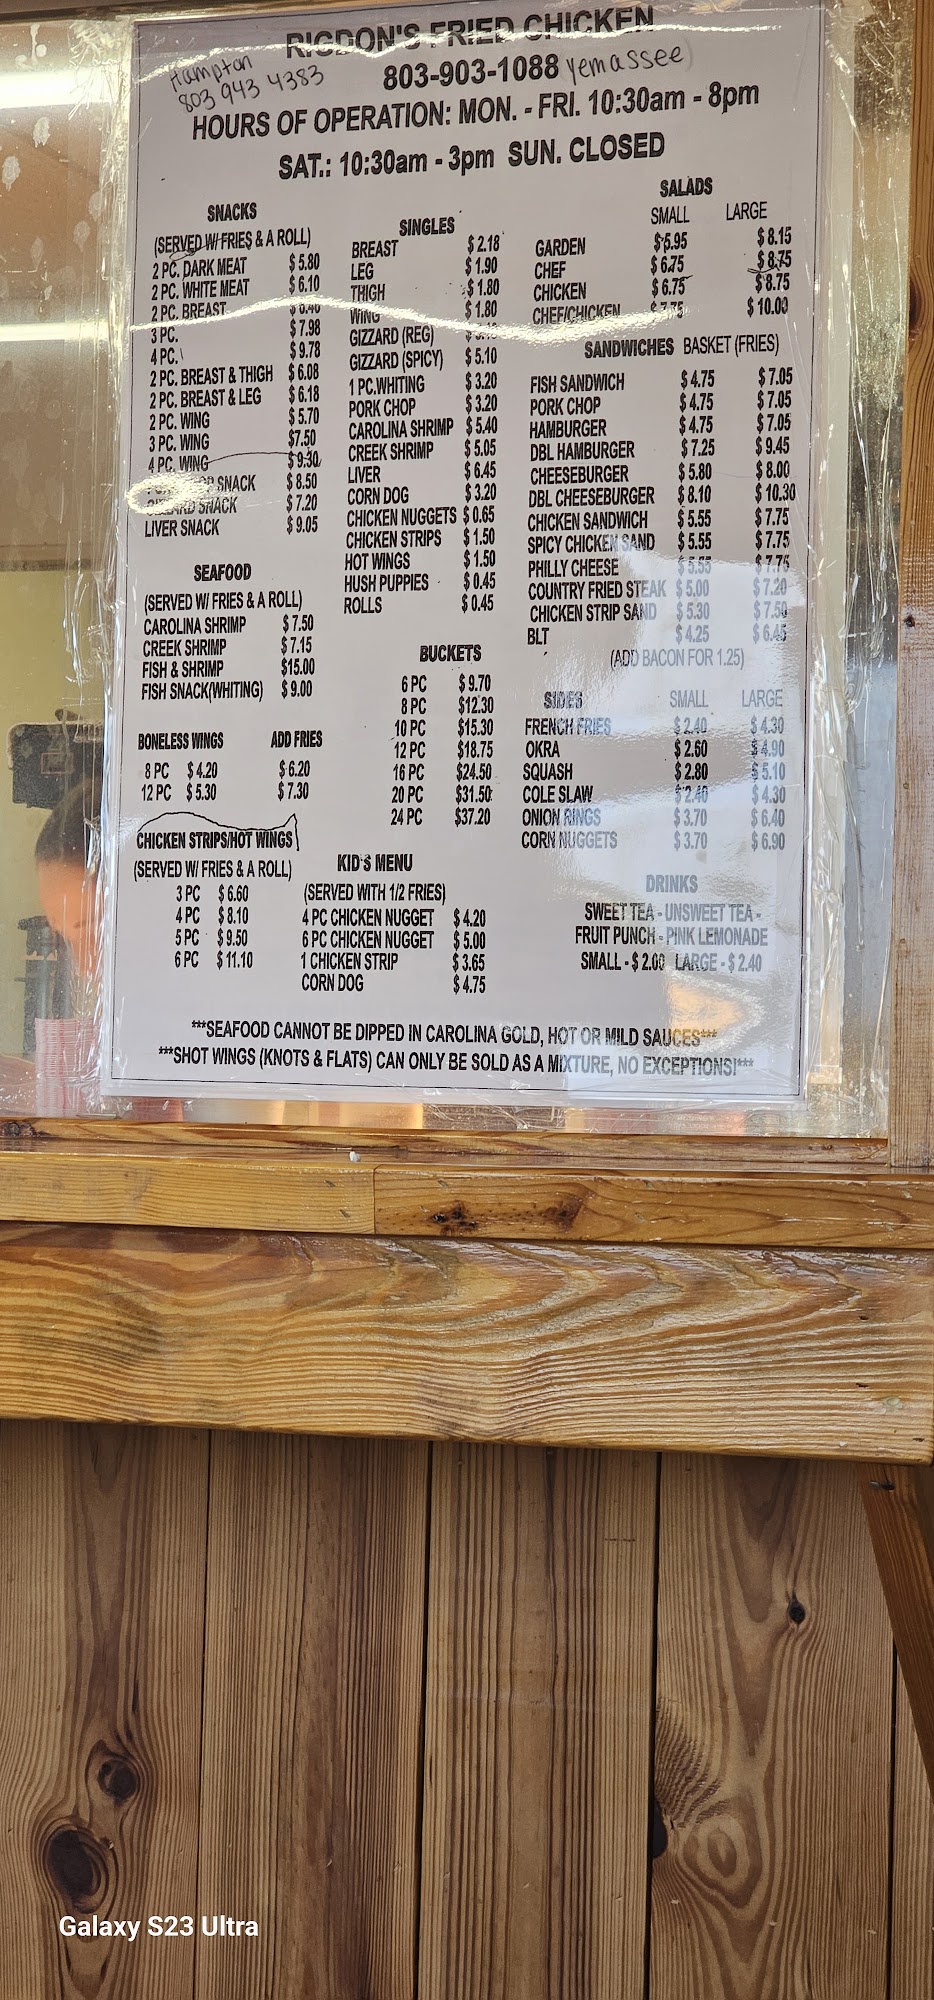 RIGDON'S FRIED CHICKEN
Hampton
803 943 4383
803-903-1088 Yemassee
HOURS OF OPERATION: MON. - FRI. 10:30am - 8pm
SAT.: 10:30am - 3pm SUN. CLOSED
SNACKS
(SERVED W/ FRIES & A ROLL)
2 PC. DARK MEAT $ 5.80
2 PC. WHITE MEAT $ 6.10
2 PC. BREAST
3 PC. $ 7.98
4 PC. $ 9.78
2 PC. BREAST & THIGH $ 6.08
2 PC. BREAST & LEG $ 6.18
2 PC. WING $ 5.70
3 PC. WING $7.50
4 PC. WING $ 9.30
SNACK $ 8.50
SNACK $ 7.20
LIVER SNACK $ 9.05
SEAFOOD
(SERVED W/ FRIES & A ROLL)
CAROLINA SHRIMP $ 7.50
CREEK SHRIMP $ 7.15
FISH & SHRIMP $15.00
FISH SNACK(WHITING) $ 9.00
BONELESS WINGS ADD FRIES
8 PC $ 4.20 $ 6.20
12 PC $ 5.30 $ 7.30
CHICKEN STRIPS/HOT WINGS
(SERVED W/ FRIES & A ROLL)
3 PC $ 6.60
4 PC $ 8.10
5 PC $ 9.50
6 PC $ 11.10
SINGLES
BREAST $ 2.18
LEG $ 1.90
THIGH $ 1.80
WING $ 1.80
GIZZARD (REG)
GIZZARD (SPICY) $ 5.10
1 PC.WHITING $ 3.20
PORK CHOP $ 3.20
CAROLINA SHRIMP $ 5.40
CREEK SHRIMP $ 5.05
LIVER $ 6.45
CORN DOG $ 3.20
CHICKEN NUGGETS $ 0.65
CHICKEN STRIPS $ 1.50
HOT WINGS $ 1.50
HUSH PUPPIES $ 0.45
ROLLS $ 0.45
BUCKETS
6 PC $ 9.70
8 PC $12.30
10 PC $15.30
12 PC $18.75
16 PC $24.50
20 PC $31.50
24 PC $37.20
KID'S MENU
(SERVED WITH 1/2 FRIES)
4 PC CHICKEN NUGGET $ 4.20
6 PC CHICKEN NUGGET $ 5.00
1 CHICKEN STRIP $ 3.65
CORN DOG $ 4.75
SALADS
SMALL LARGE
GARDEN $ 8.15
CHEF $ 6.75 $ 8.75
CHICKEN $ 6.75 $ 8.75
CHEF/CHICKEN $ 7.75 $ 10.00
SANDWICHES BASKET (FRIES)
FISH SANDWICH $ 4.75 $ 7.05
PORK CHOP $ 4.75 $ 7.05
HAMBURGER $ 4.75 $ 7.05
DBL HAMBURGER $ 7.25 $ 9.45
CHEESEBURGER $ 5.80 $ 8.00
DBL CHEESEBURGER $ 8.10 $ 10.30
CHICKEN SANDWICH $ 5.55 $ 7.75
SPICY CHICKEN SAND $ 5.55 $ 7.75
PHILLY CHEESE $ 5.55 $ 7.75
COUNTRY FRIED STEAK $ 5.00 $ 7.20
CHICKEN STRIP SAND $ 5.30 $ 7.50
BLT $ 4.25 $ 6.45
(ADD BACON FOR 1.25)
SIDES SMALL LARGE
FRENCH FRIES $ 2.40 $ 4.30
OKRA $ 2.60 $ 4.90
SQUASH $ 2.80 $ 5.10
COLE SLAW $ 2.40 $ 4.30
ONION RINGS $ 3.70 $ 6.40
CORN NUGGETS $ 3.70 $ 6.90
DRINKS
SWEET TEA - UNSWEET TEA -
FRUIT PUNCH - PINK LEMONADE
SMALL - $ 2.00 LARGE - $ 2.40
***SEAFOOD CANNOT BE DIPPED IN CAROLINA GOLD, HOT OR MILD SAUCES***
***SHOT WINGS (KNOTS & FLATS) CAN ONLY BE SOLD AS A MIXTURE, NO EXCEPTIONS!***
Galaxy S23 Ultra